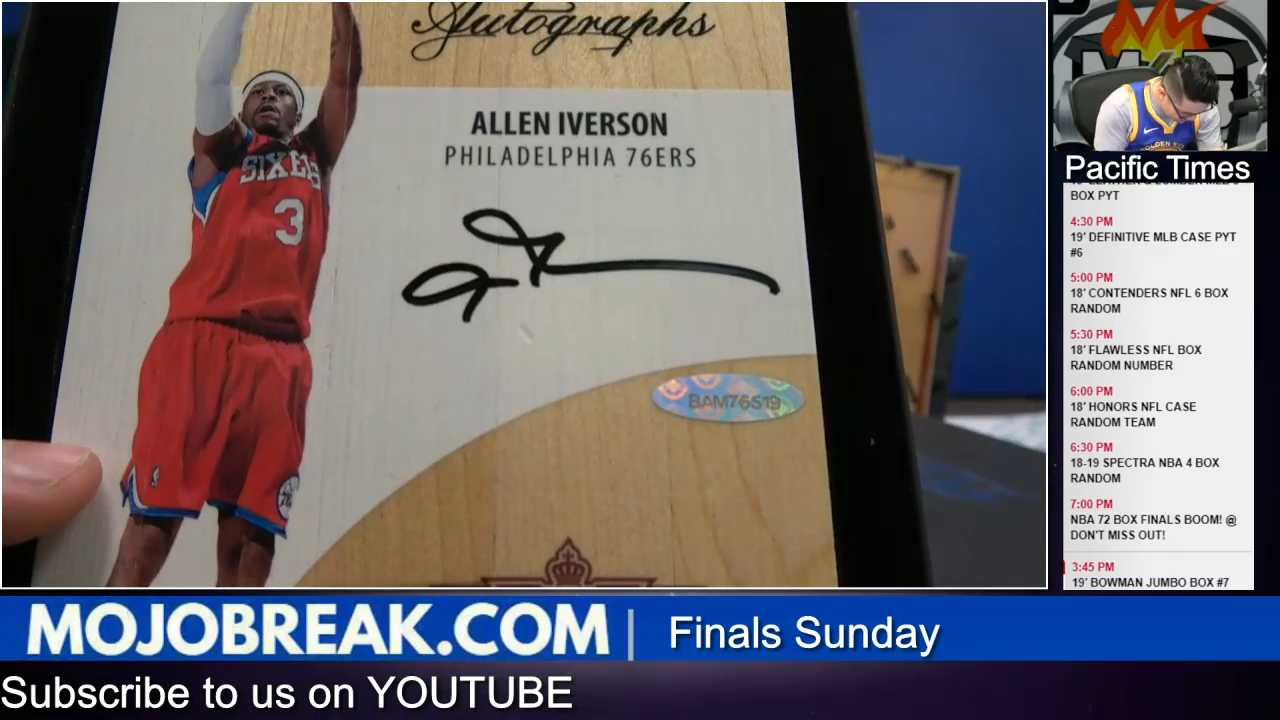 Autographs
ALLEN IVERSON
PHILADELPHIA 76ERS
SIXERS
3
BAM76519
Pacific Times
BOX PYT
4:30 PM
19' DEFINITIVE MLB CASE PYT
#6
5:00 PM
18' CONTENDERS NFL 6 BOX
RANDOM
5:30 PM
18' FLAWLESS NFL BOX
RANDOM NUMBER
6:00 PM
18' HONORS NFL CASE
RANDOM TEAM
6:30 PM
18-19 SPECTRA NBA 4 BOX
RANDOM
7:00 PM
NBA 72 BOX FINALS BOOM! @
DON'T MISS OUT!
3:45 PM
19' BOWMAN JUMBO BOX #7
MOJOBREAK.COM | Finals Sunday
Subscribe to us on YOUTUBE